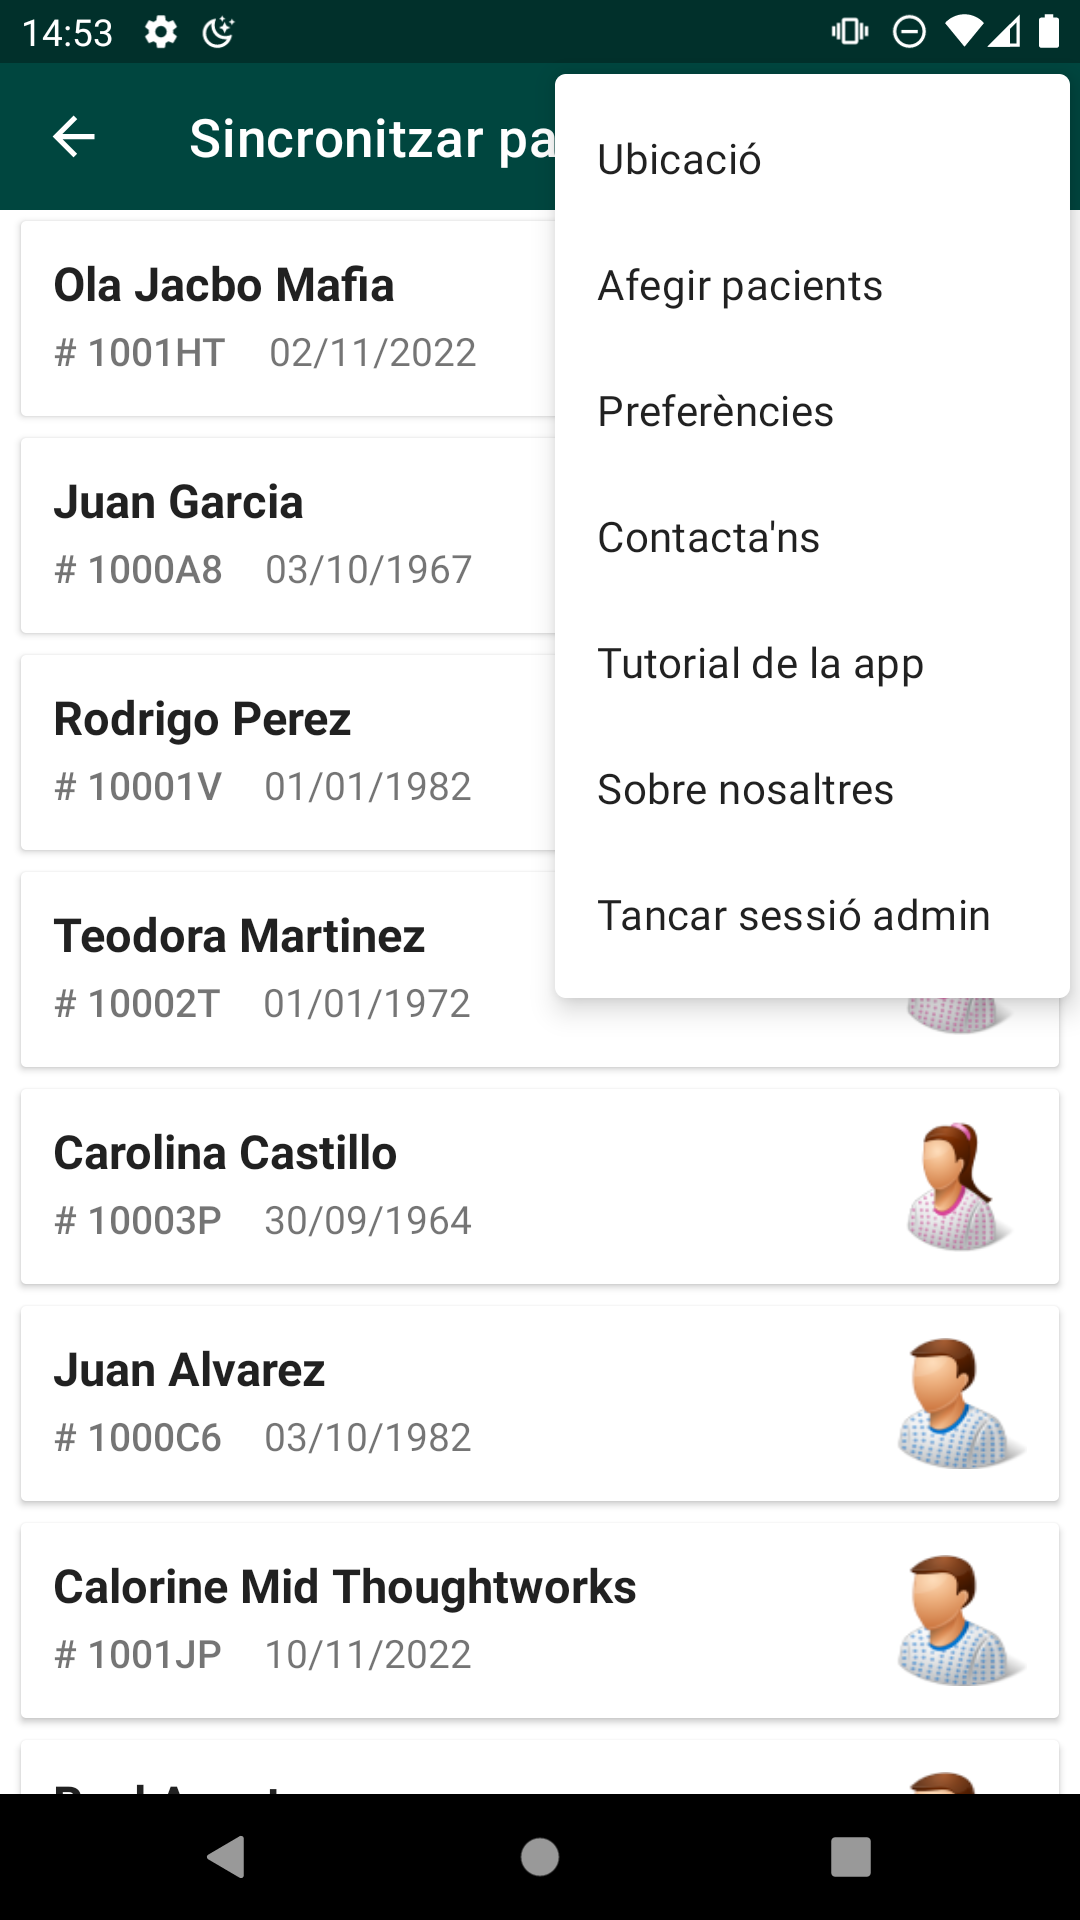 14:53
Sincronitzar pa
Ubicació
Afegir pacients
Preferències
Contacta'ns
Tutorial de la app
Sobre nosaltres
Tancar sessió admin
Ola Jacbo Mafia
# 1001HT 02/11/2022
Juan Garcia
# 1000A8 03/10/1967
Rodrigo Perez
# 10001V 01/01/1982
Teodora Martinez
# 10002T 01/01/1972
Carolina Castillo
# 10003P 30/09/1964
Juan Alvarez
# 1000C6 03/10/1982
Calorine Mid Thoughtworks
# 1001JP 10/11/2022